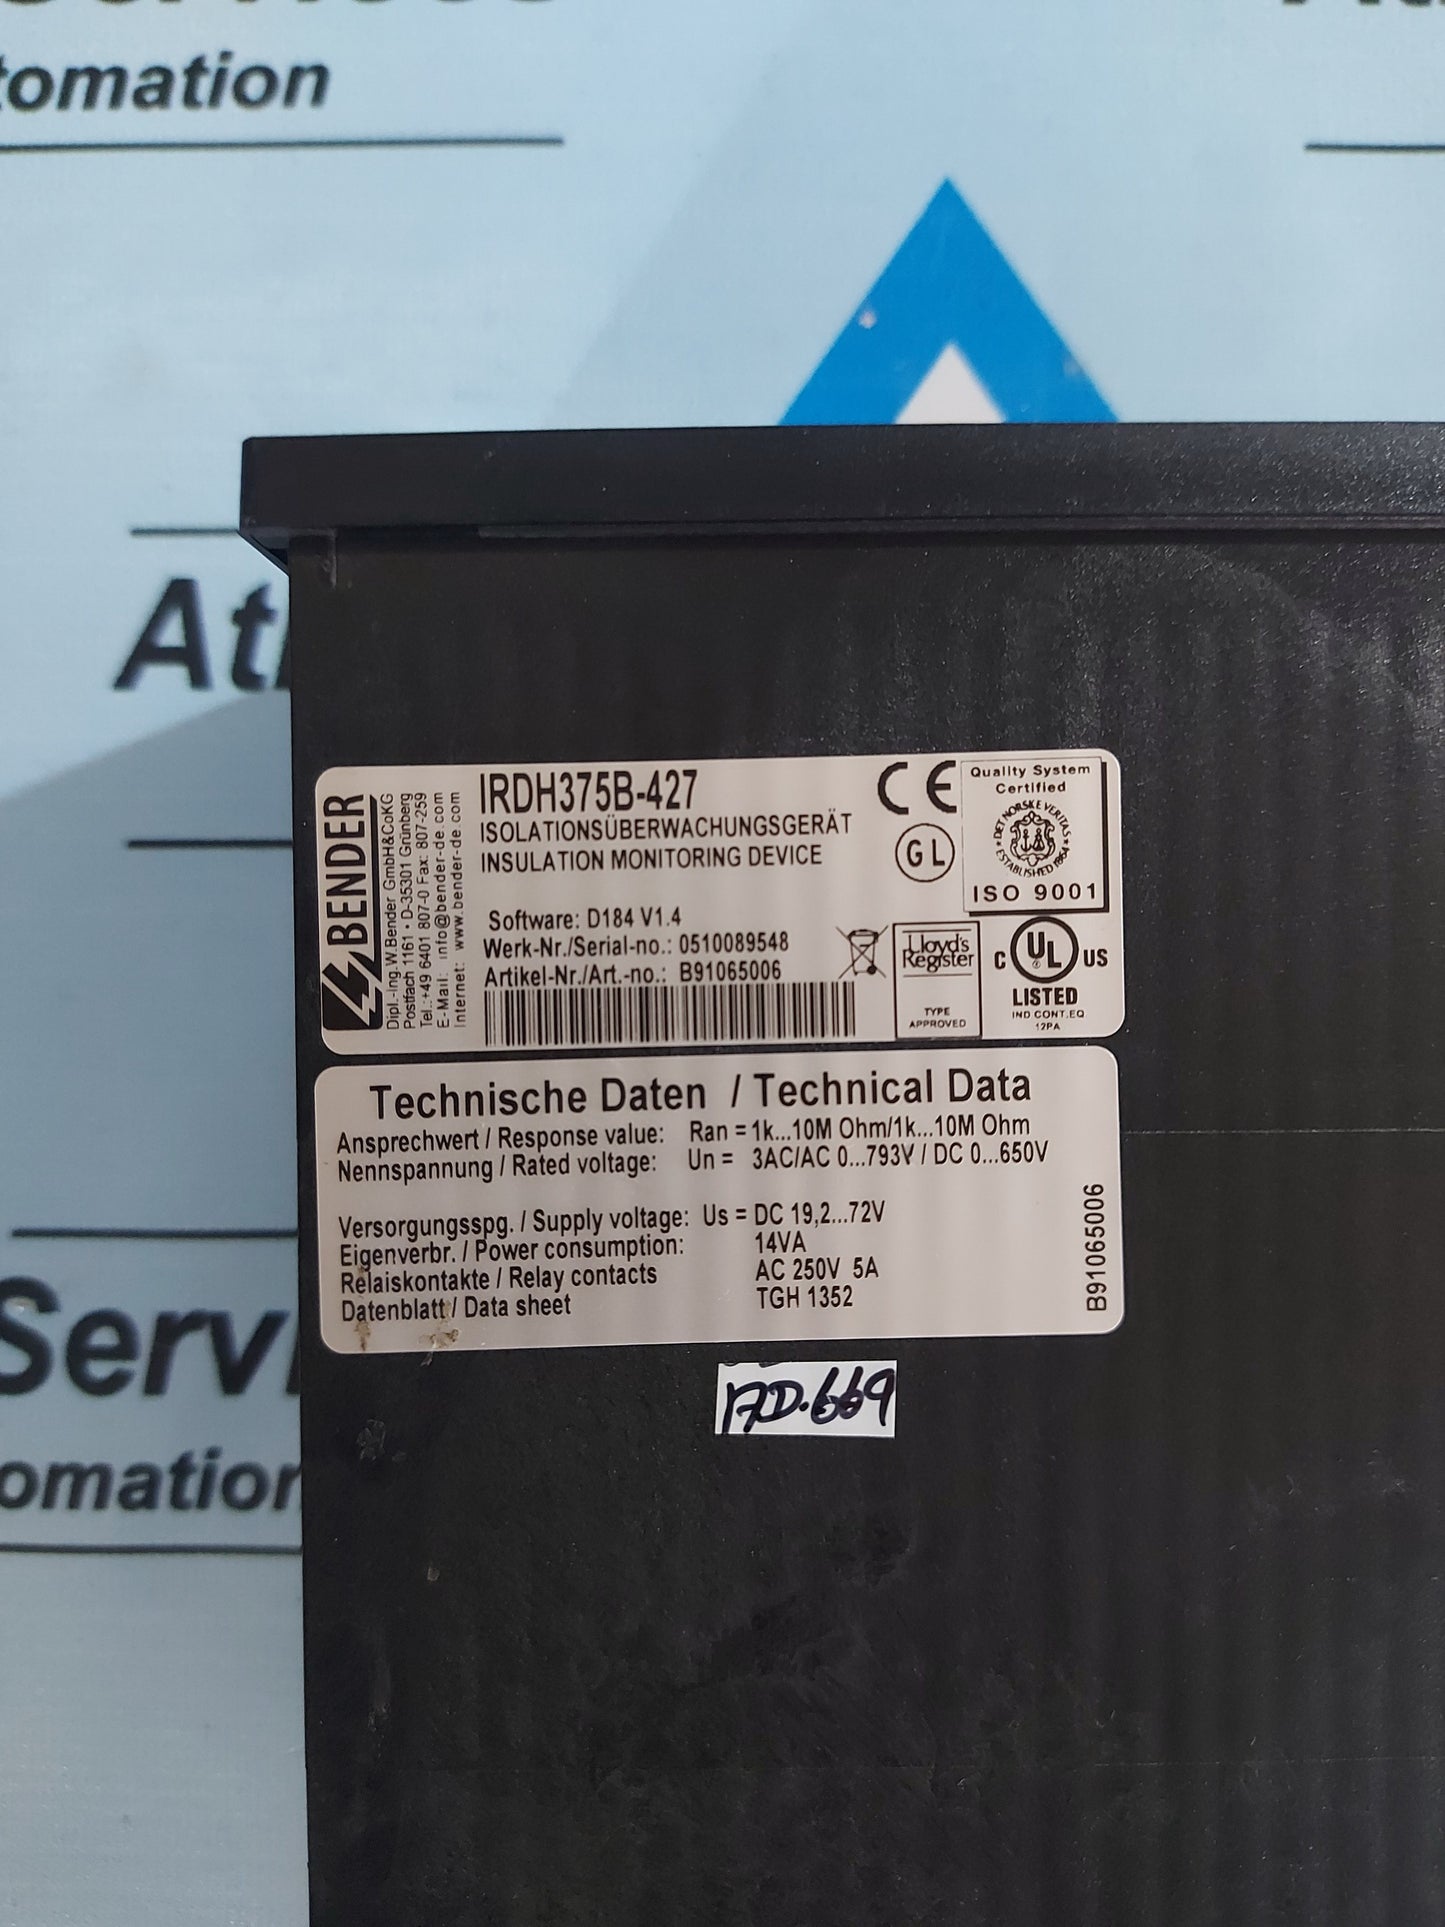 tomation
At
Servi
omation
BENDER
Dipl.-Ing.W.Bender GmbH&CoKG
Postfach 1161 • D-35301 Grünberg
Tel.:+49 6401 807-0 Fax: 807-259
E-Mail: info@bender-de.com
Internet: www.bender-de.com
IRDH375B-427
ISOLATIONSÜBERWACHUNGSGERÄT
INSULATION MONITORING DEVICE
Software: D184 V1.4
Werk-Nr./Serial-no.: 0510089548
Artikel-Nr./Art.-no.: B91065006
CE
GL
Quality System
Certified
DET NORSKE VERITAS
ESTABLISHED 1864
ISO 9001
Lloyd's
Register
TYPE
APPROVED
C UL US
LISTED
IND.CONT.EQ
12PA
Technische Daten / Technical Data
Ansprechwert / Response value: Ran = 1k...10M Ohm/1k...10M Ohm
Nennspannung / Rated voltage: Un = 3AC/AC 0...793V / DC 0...650V
Versorgungsspg. / Supply voltage: Us = DC 19,2...72V
Eigenverbr. / Power consumption: 14VA
Relaiskontakte / Relay contacts AC 250V 5A
Datenblatt / Data sheet TGH 1352
B91065006